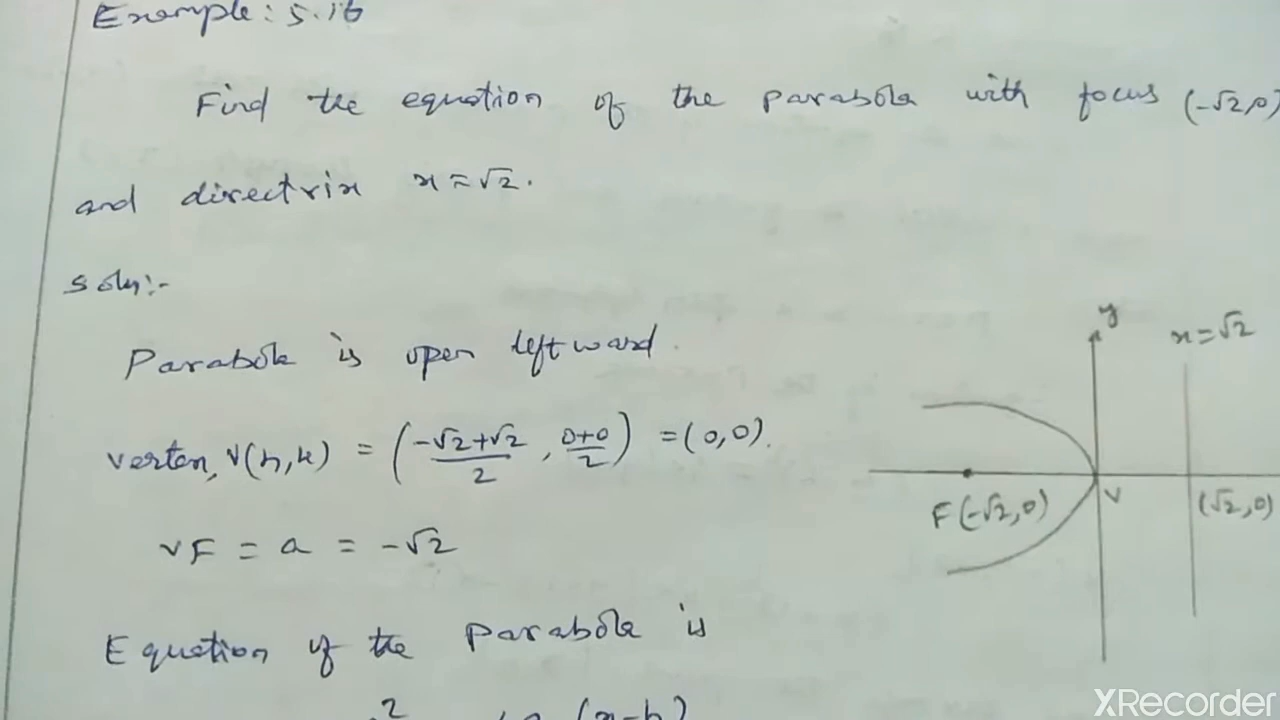 Example: 5.16
Find the equation of the parabola with focus (-√2,0)
and directrix x = √2.
Soln:-
Parabola is open leftward.
vertex, V(h,k) = (-√2+√2/2, 0+0/2) = (0,0).
VF = a = -√2
Equation of the parabola is
y
x = √2
F(-√2,0)
V
(√2,0)
XRecorder